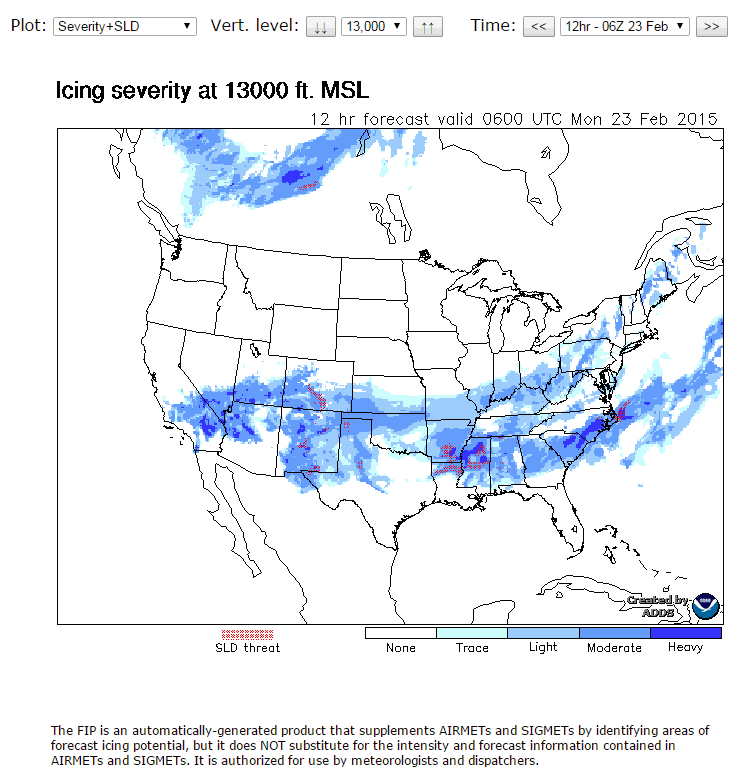 Plot: Severity+SLD Vert. level: ↓↓ 13,000 ↑↑ Time: << 12hr - 06Z 23 Feb >>
Icing severity at 13000 ft. MSL
12 hr forecast valid 0600 UTC Mon 23 Feb 2015
Created by
ADDS
NOAA
SLD threat None Trace Light Moderate Heavy
The FIP is an automatically-generated product that supplements AIRMETs and SIGMETs by identifying areas of
forecast icing potential, but it does NOT substitute for the intensity and forecast information contained in
AIRMETs and SIGMETs. It is authorized for use by meteorologists and dispatchers.